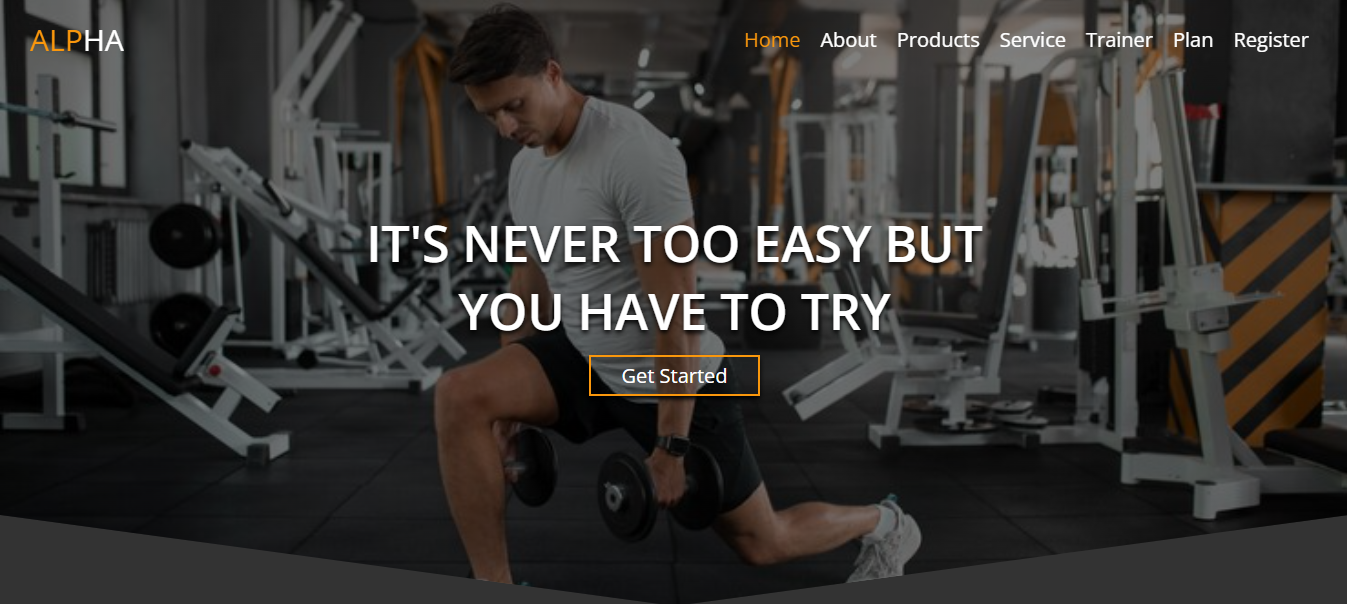 ALPHA
Home About Products Service Trainer Plan Register
IT'S NEVER TOO EASY BUT
YOU HAVE TO TRY
Get Started